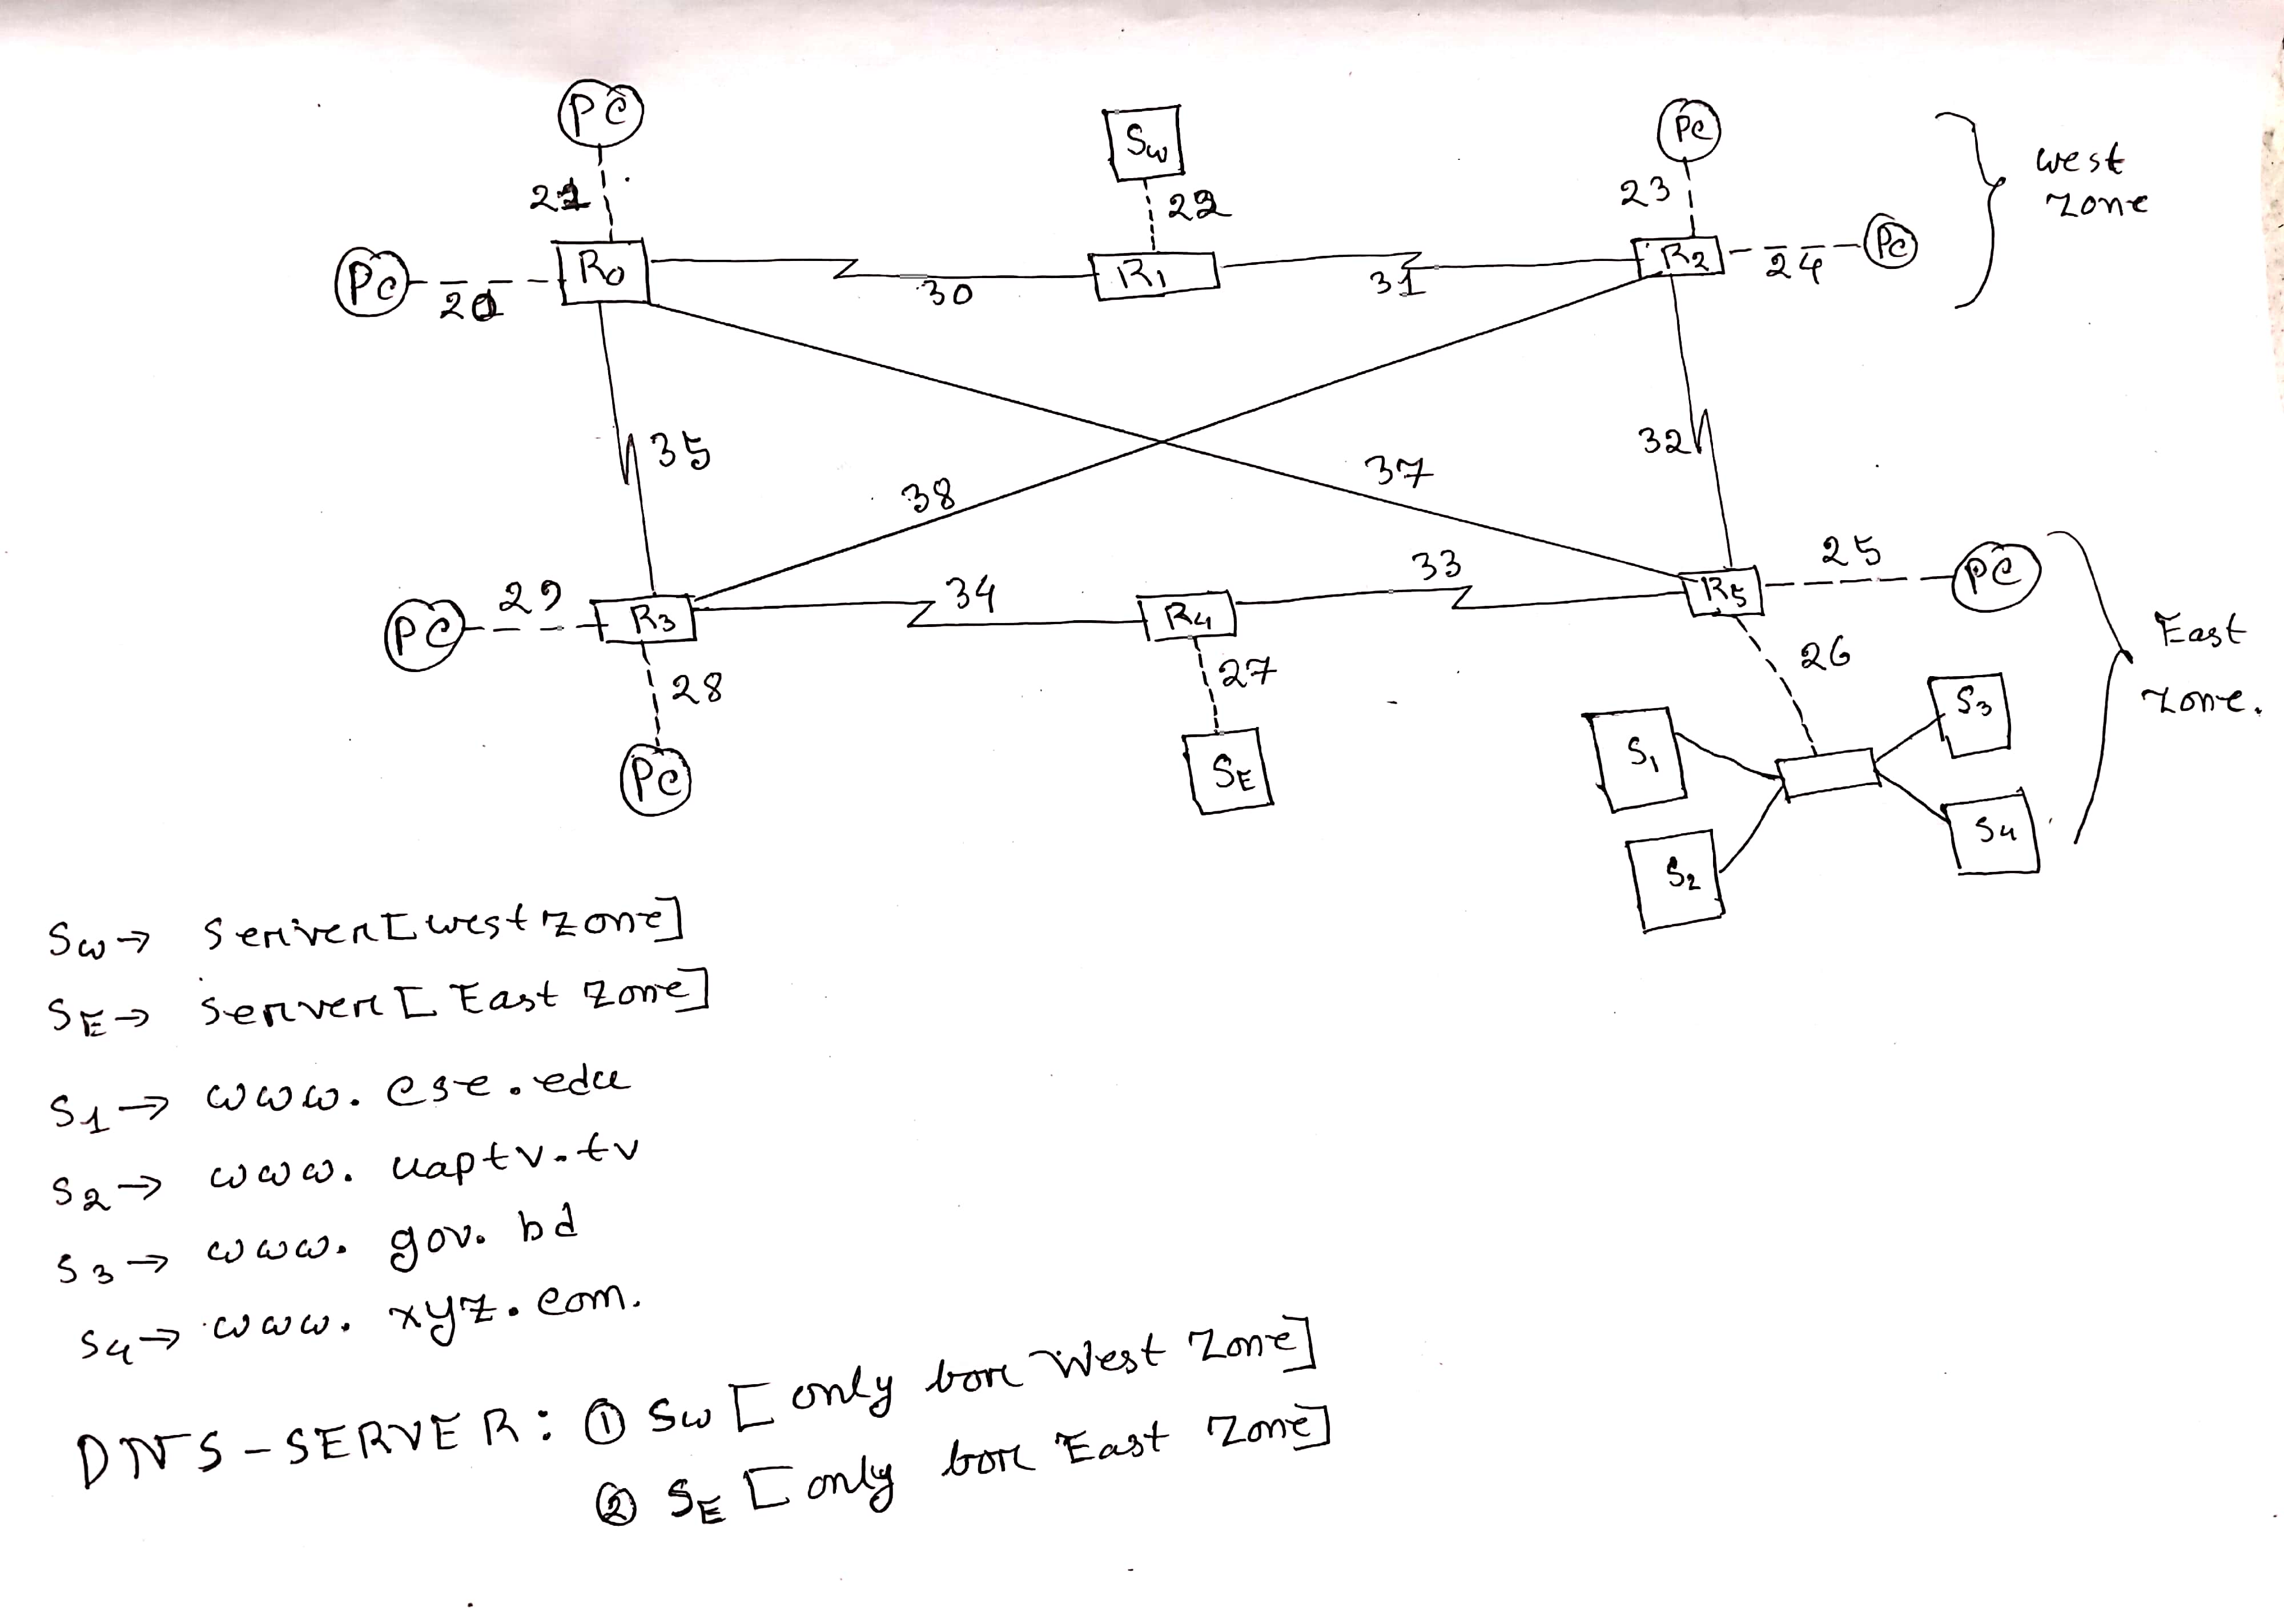 PC
Sw
PC
west
zone
21
22
23
PC
20
R0
30
R1
31
R2
24
PC
35
38
37
32
PC
29
R3
34
R4
33
R5
25
PC
East
zone.
28
27
26
PC
SE
S1
S2
S3
S4
Sw → Seriver [west zone]
SE → Server [East Zone]
S1 → www.cse.edu
S2 → www.uaptv.tv
S3 → www.gov.bd
S4 → www.xyz.com.
DNS-SERVER: ① Sw [only for West Zone]
② SE [only for East Zone]